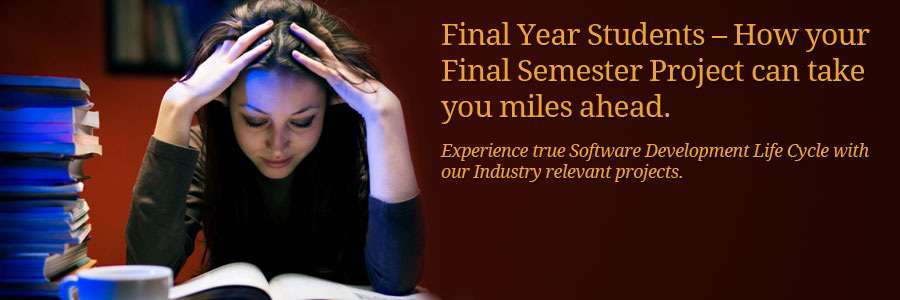 Final Year Students – How your
Final Semester Project can take
you miles ahead.
Experience true Software Development Life Cycle with
our Industry relevant projects.